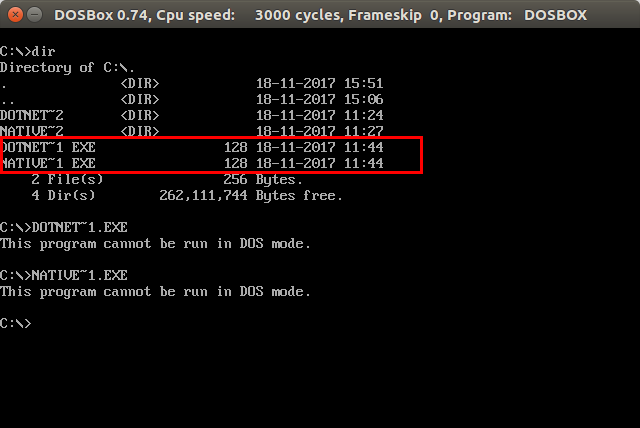 DOSBox 0.74, Cpu speed:    3000 cycles, Frameskip  0, Program:   DOSBOX
C:\>dir
Directory of C:\.
.              <DIR>            18-11-2017 15:51
..             <DIR>            18-11-2017 15:06
DOTNET~2       <DIR>            18-11-2017 11:24
NATIVE~2       <DIR>            18-11-2017 11:27
DOTNET~1 EXE                128 18-11-2017 11:44
NATIVE~1 EXE                128 18-11-2017 11:44
    2 File(s)               256 Bytes.
    4 Dir(s)        262,111,744 Bytes free.
C:\>DOTNET~1.EXE
This program cannot be run in DOS mode.
C:\>NATIVE~1.EXE
This program cannot be run in DOS mode.
C:\>